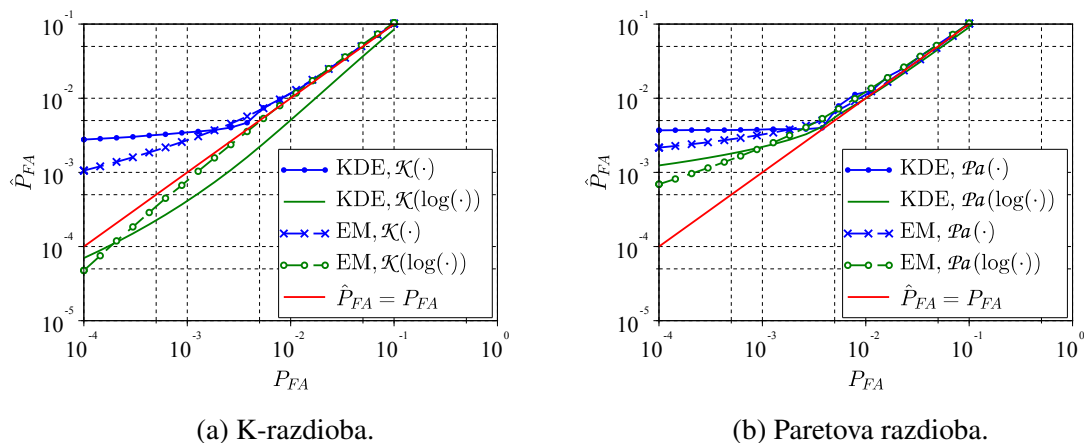 10^-1
10^-2
10^-3
10^-4
10^-5
10^-4 10^-3 10^-2 10^-1 10^0
P̂_FA
P_FA
KDE, 𝒦(·)
KDE, 𝒦(log(·))
EM, 𝒦(·)
EM, 𝒦(log(·))
P̂_FA = P_FA
(a) K-razdioba.
10^-1
10^-2
10^-3
10^-4
10^-5
10^-4 10^-3 10^-2 10^-1 10^0
P̂_FA
P_FA
KDE, 𝒫a(·)
KDE, 𝒫a(log(·))
EM, 𝒫a(·)
EM, 𝒫a(log(·))
P̂_FA = P_FA
(b) Paretova razdioba.